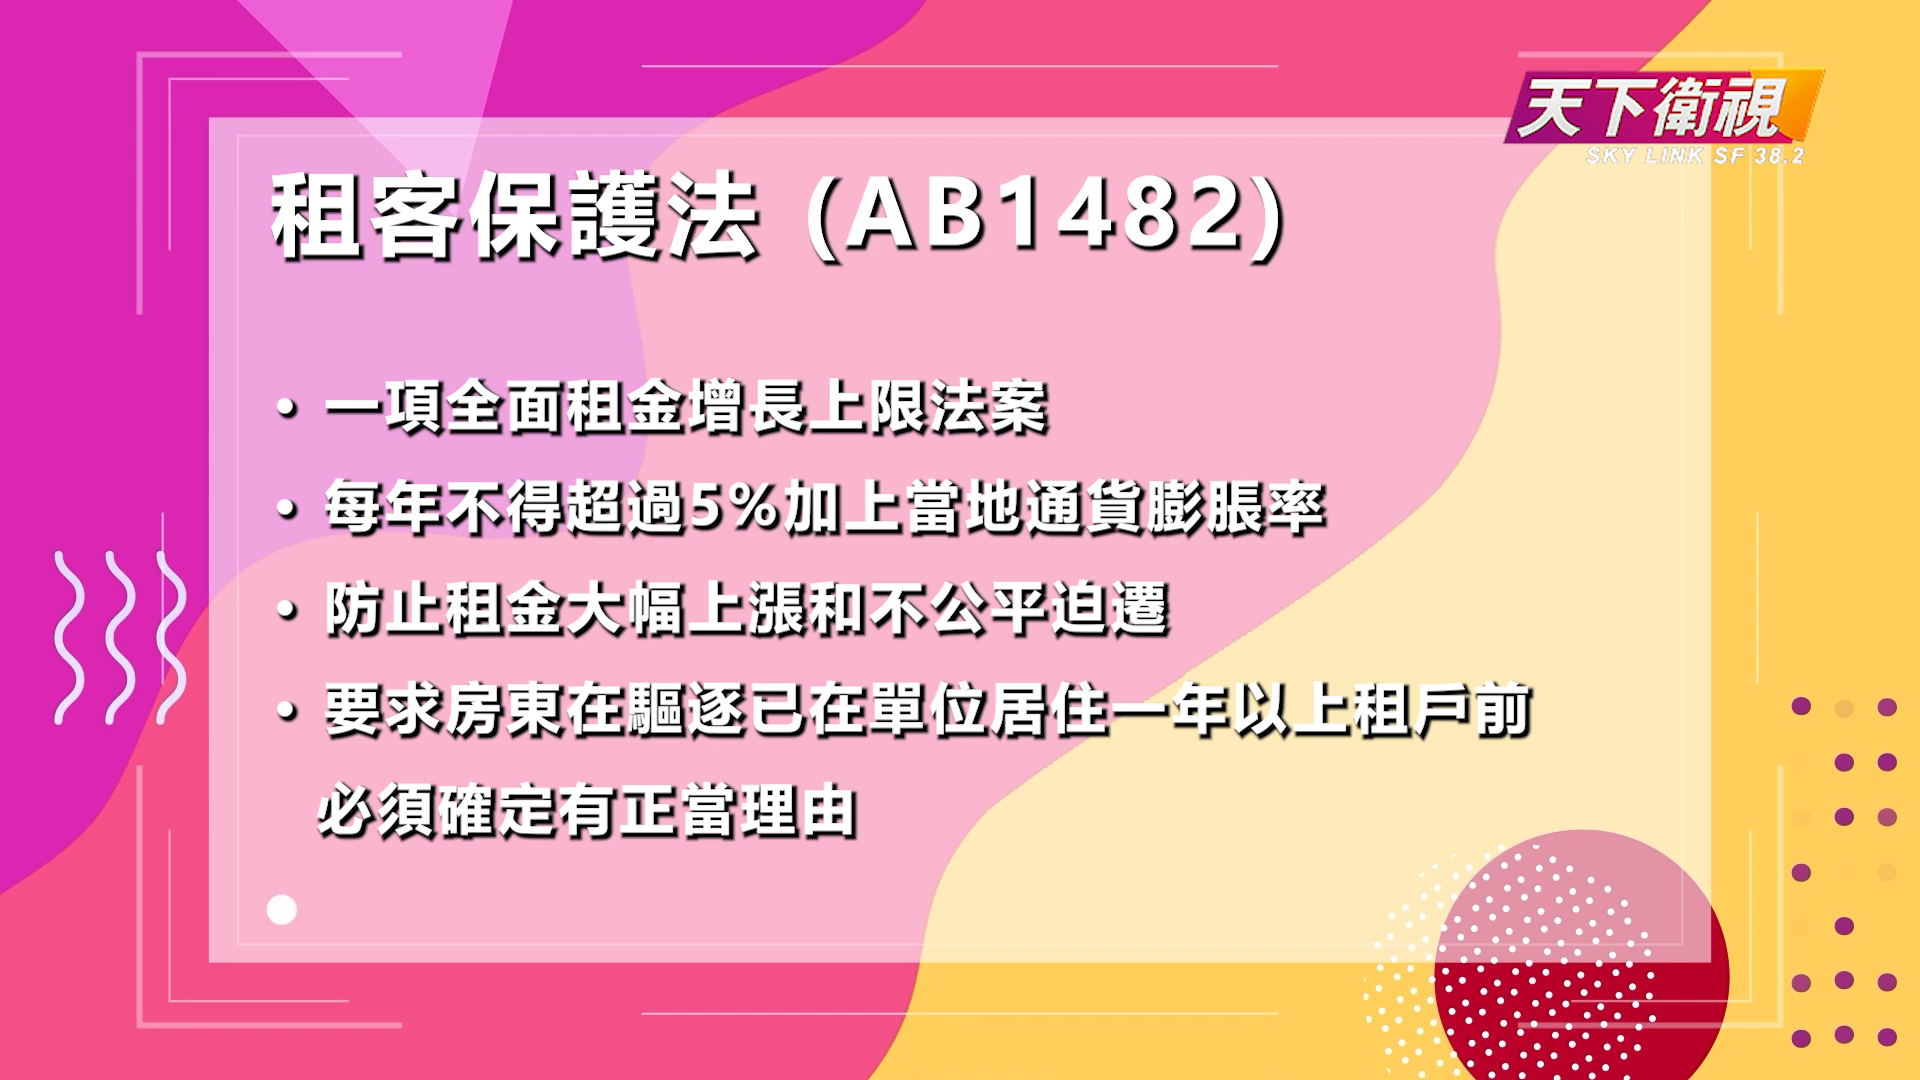 天下衛視
SKY LINK SF 38.2
租客保護法 (AB1482)
• 一項全面租金增長上限法案
• 每年不得超過5%加上當地通貨膨脹率
• 防止租金大幅上漲和不公平迫遷
• 要求房東在驅逐已在單位居住一年以上租戶前
必須確定有正當理由